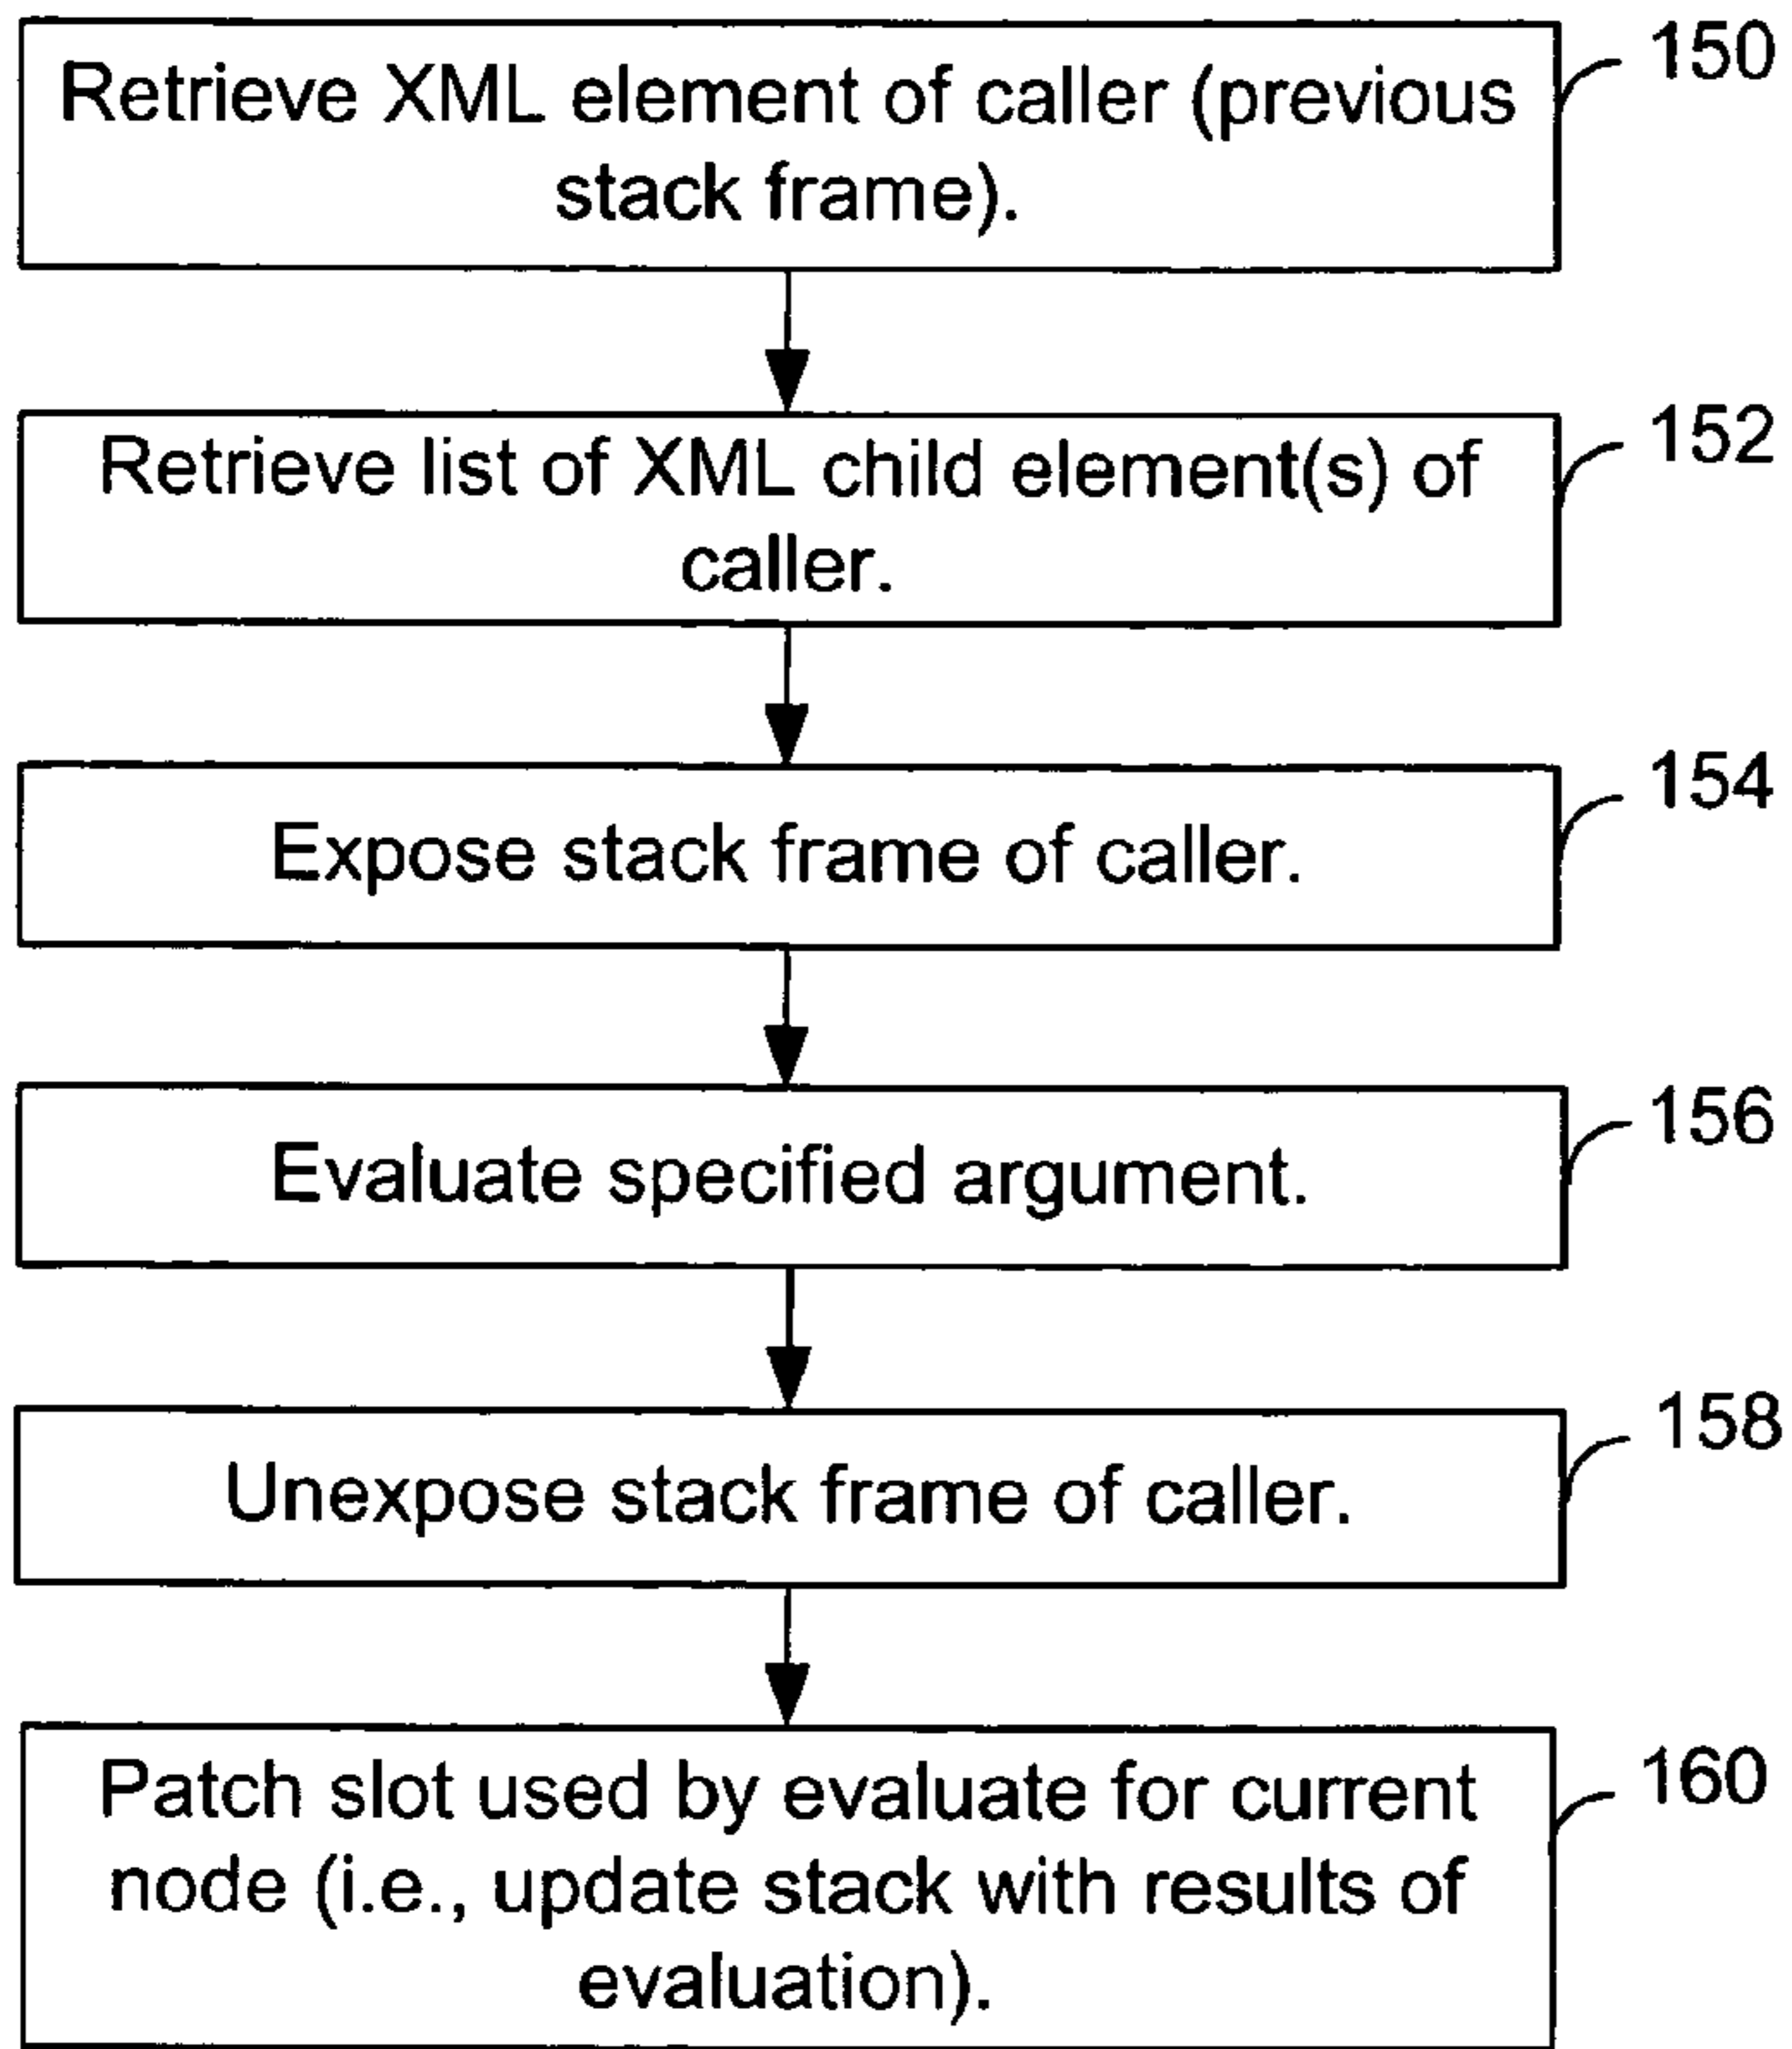 Retrieve XML element of caller (previous
stack frame).
150
Retrieve list of XML child element(s) of
caller.
152
Expose stack frame of caller.
154
Evaluate specified argument.
156
Unexpose stack frame of caller.
158
Patch slot used by evaluate for current
node (i.e., update stack with results of
evaluation).
160